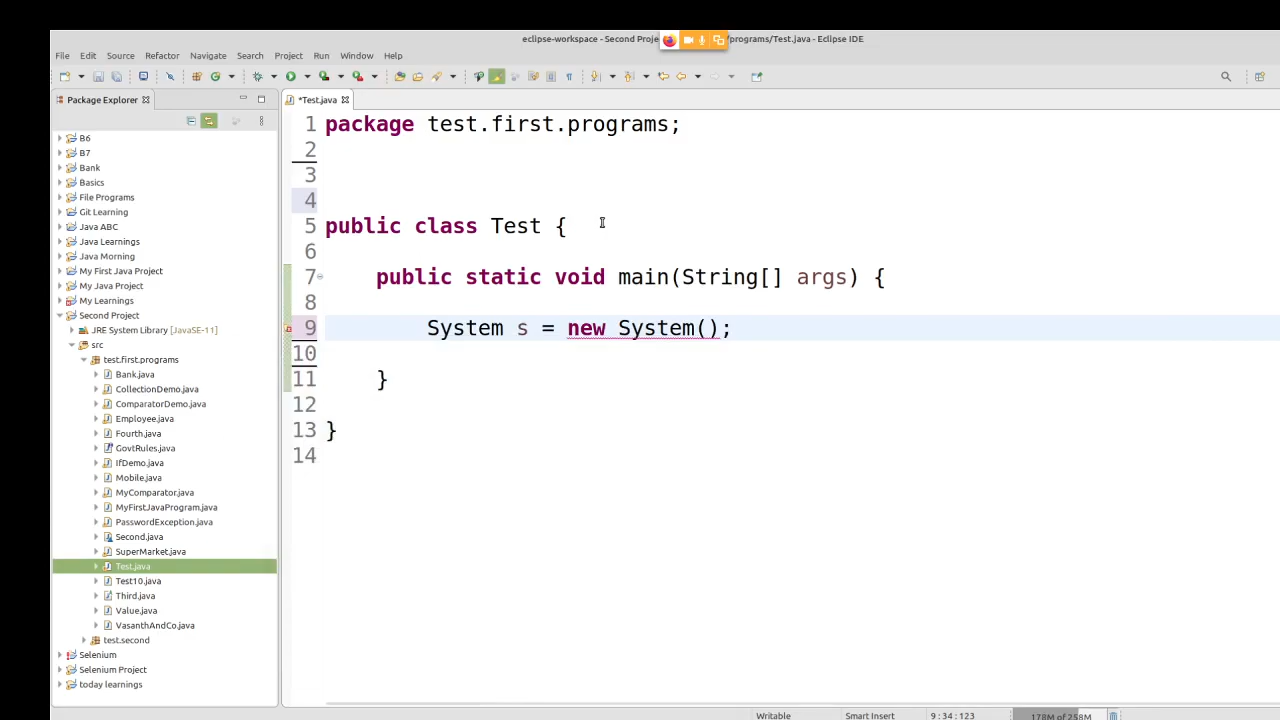 eclipse-workspace - Second Proje /programs/Test.java - Eclipse IDE
File Edit Source Refactor Navigate Search Project Run Window Help
Package Explorer
*Test.java
B6
B7
Bank
Basics
File Programs
Git Learning
Java ABC
Java Learnings
Java Morning
My First Java Project
My Java Project
My Learnings
Second Project
JRE System Library [JavaSE-11]
src
test.first.programs
Bank.java
CollectionDemo.java
ComparatorDemo.java
Employee.java
Fourth.java
GovtRules.java
IfDemo.java
Mobile.java
MyComparator.java
MyFirstJavaProgram.java
PasswordException.java
Second.java
SuperMarket.java
Test.java
Test10.java
Third.java
Value.java
VasanthAndCo.java
test.second
Selenium
Selenium Project
today learnings
1 package test.first.programs;
2
3
4
5 public class Test {
6
7 public static void main(String[] args) {
8
9 System s = new System();
10
11 }
12
13 }
14
Writable Smart Insert 9:34:123 178M of 258M